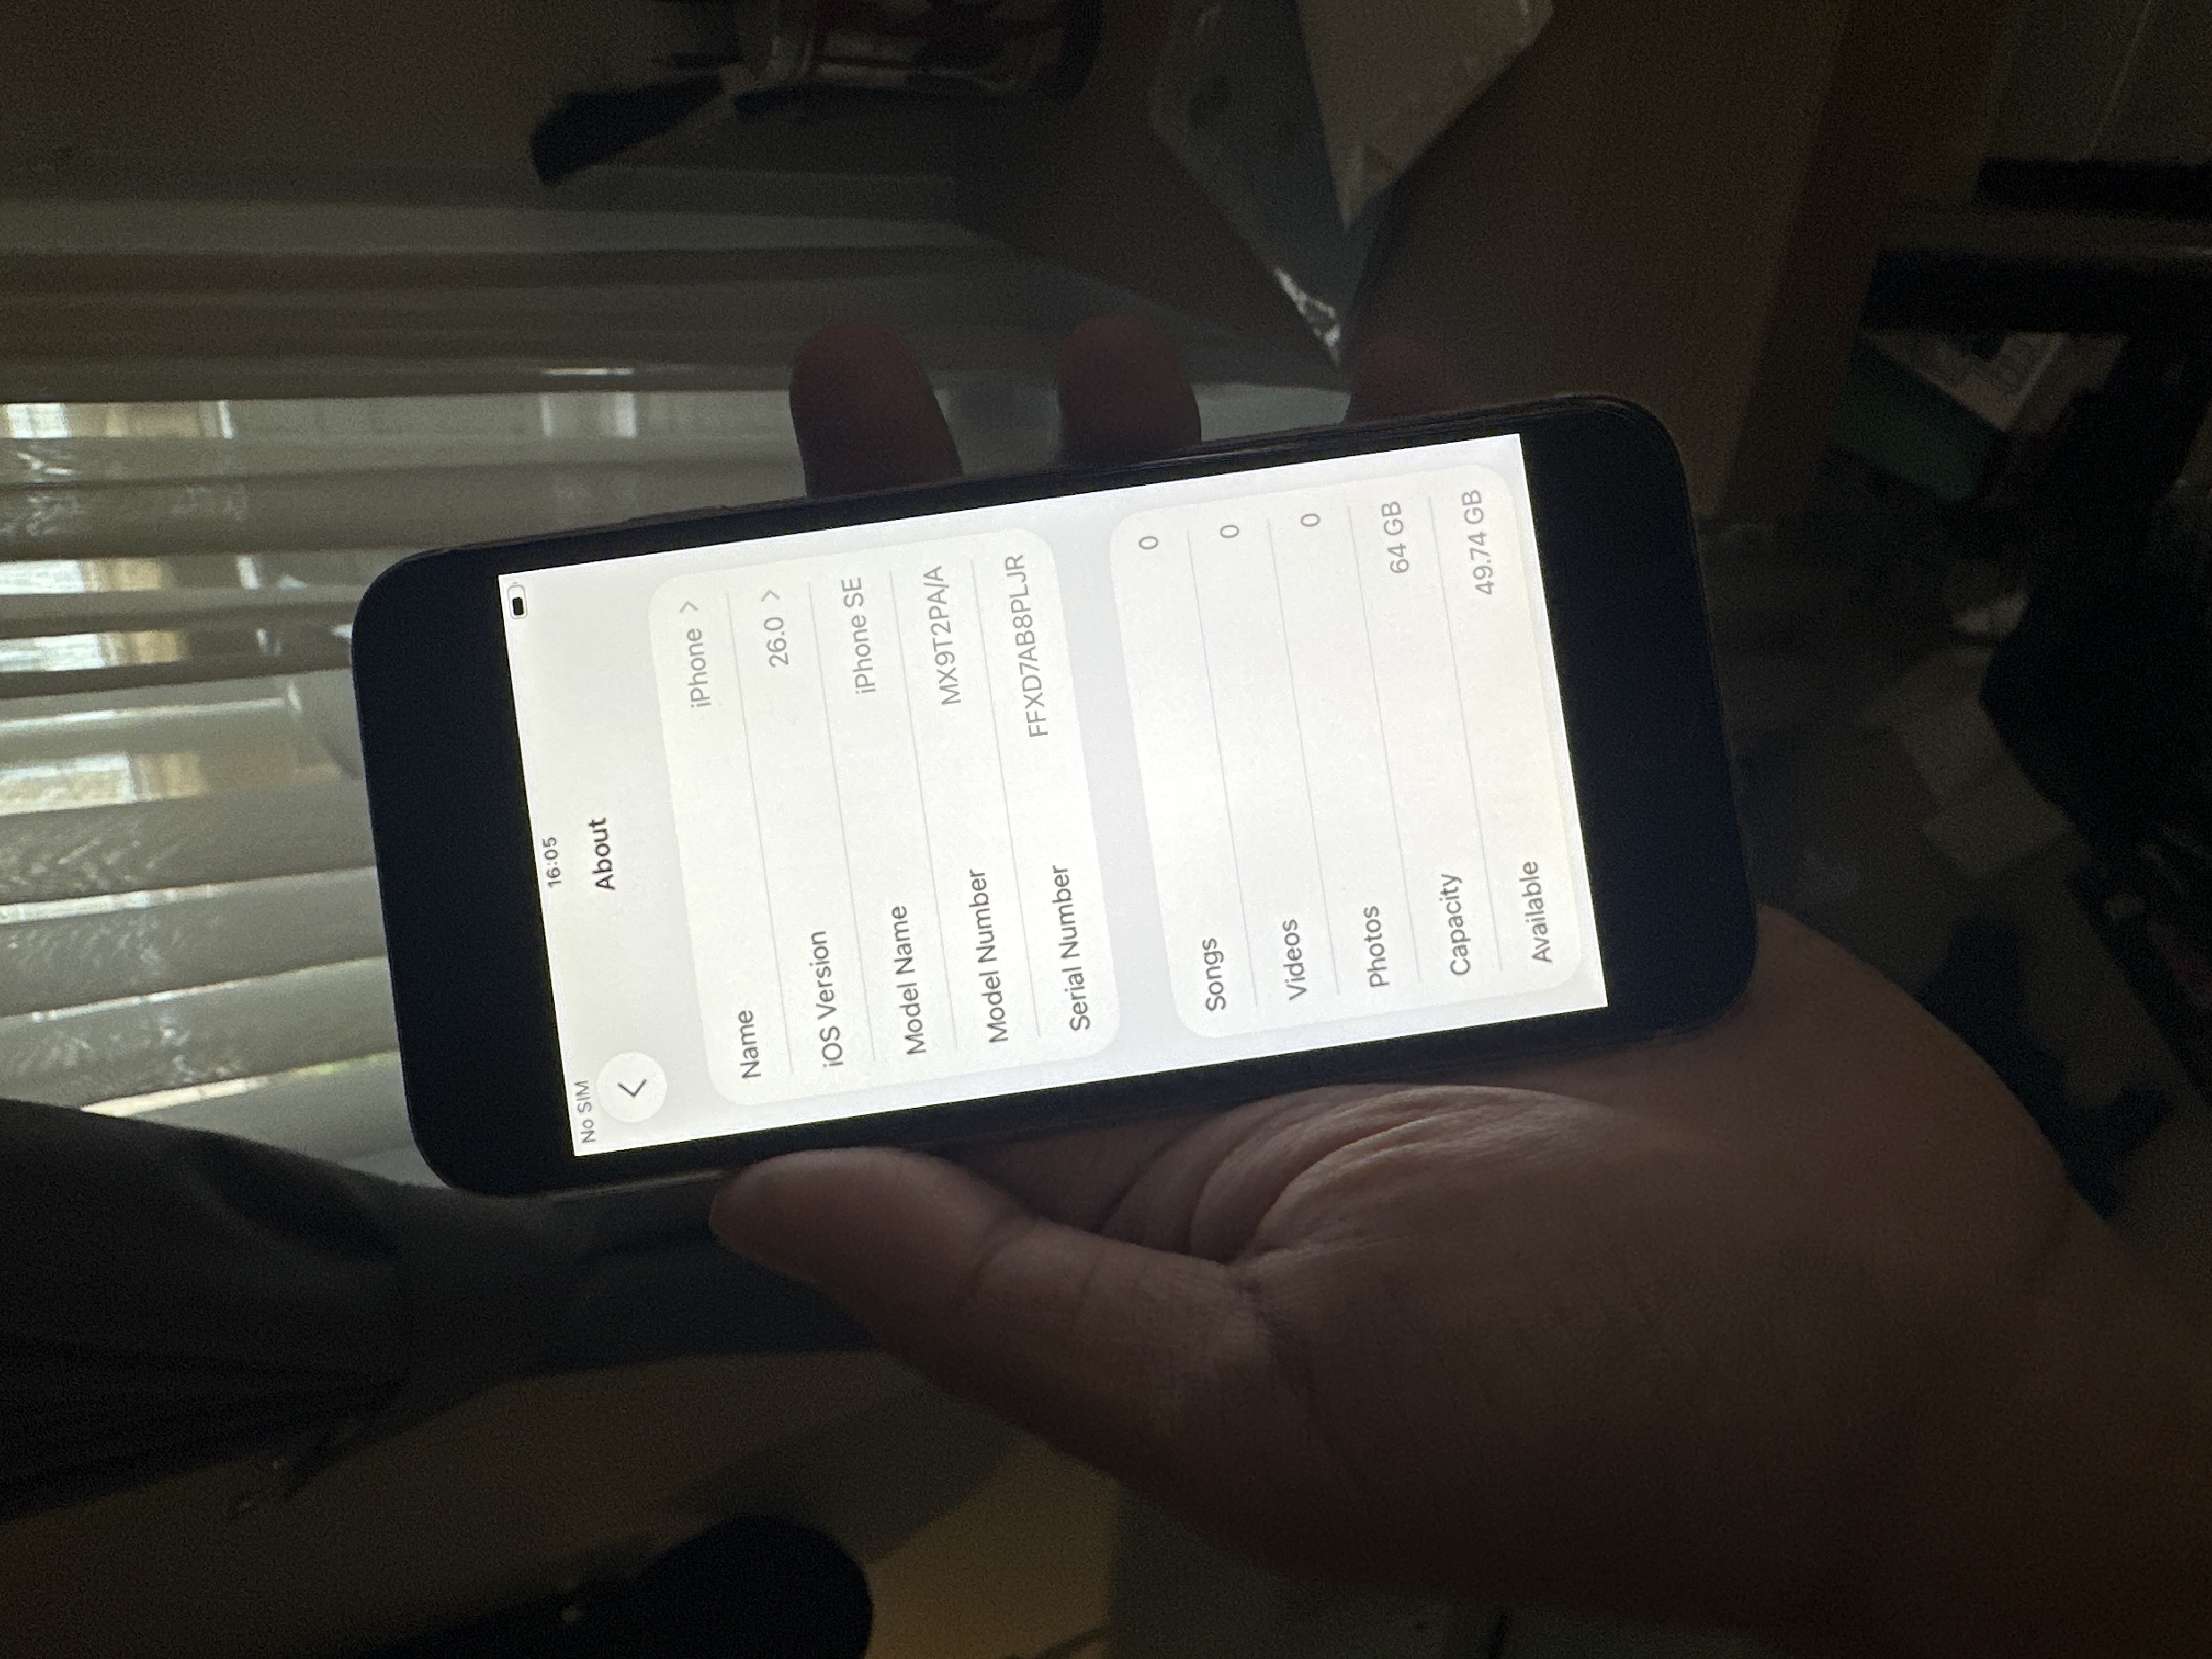 No SIM
16:05
About
Name iPhone
iOS Version 26.0
Model Name iPhone SE
Model Number MX9T2PA/A
Serial Number FFXD7AB8PLJR
Songs 0
Videos 0
Photos 0
Capacity 64 GB
Available 49.74 GB